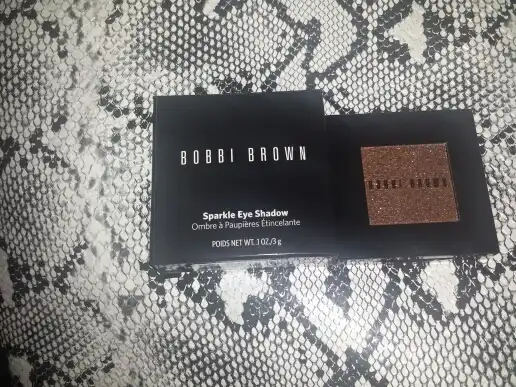 BOBBI BROWN
Sparkle Eye Shadow
Ombre à Paupières Étincelante
POIDS NET WT. .1 OZ./3 g
BOBBI BROWN